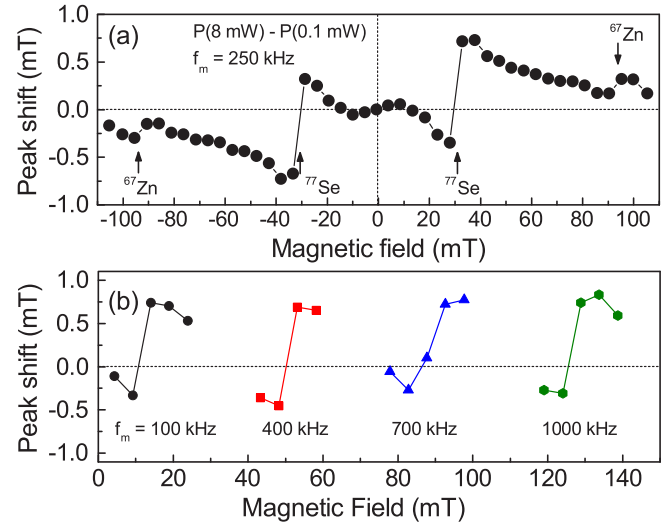 (a)
P(8 mW) - P(0.1 mW)
fm = 250 kHz
67Zn
67Zn
77Se
77Se
1.0
0.5
0.0
-0.5
1.0
Peak shift (mT)
-100 -80 -60 -40 -20 0 20 40 60 80 100
Magnetic field (mT)
(b)
1.0
0.5
0.0
-0.5
-1.0
Peak shift (mT)
fm = 100 kHz
400 kHz
700 kHz
1000 kHz
0 20 40 60 80 100 120 140
Magnetic Field (mT)